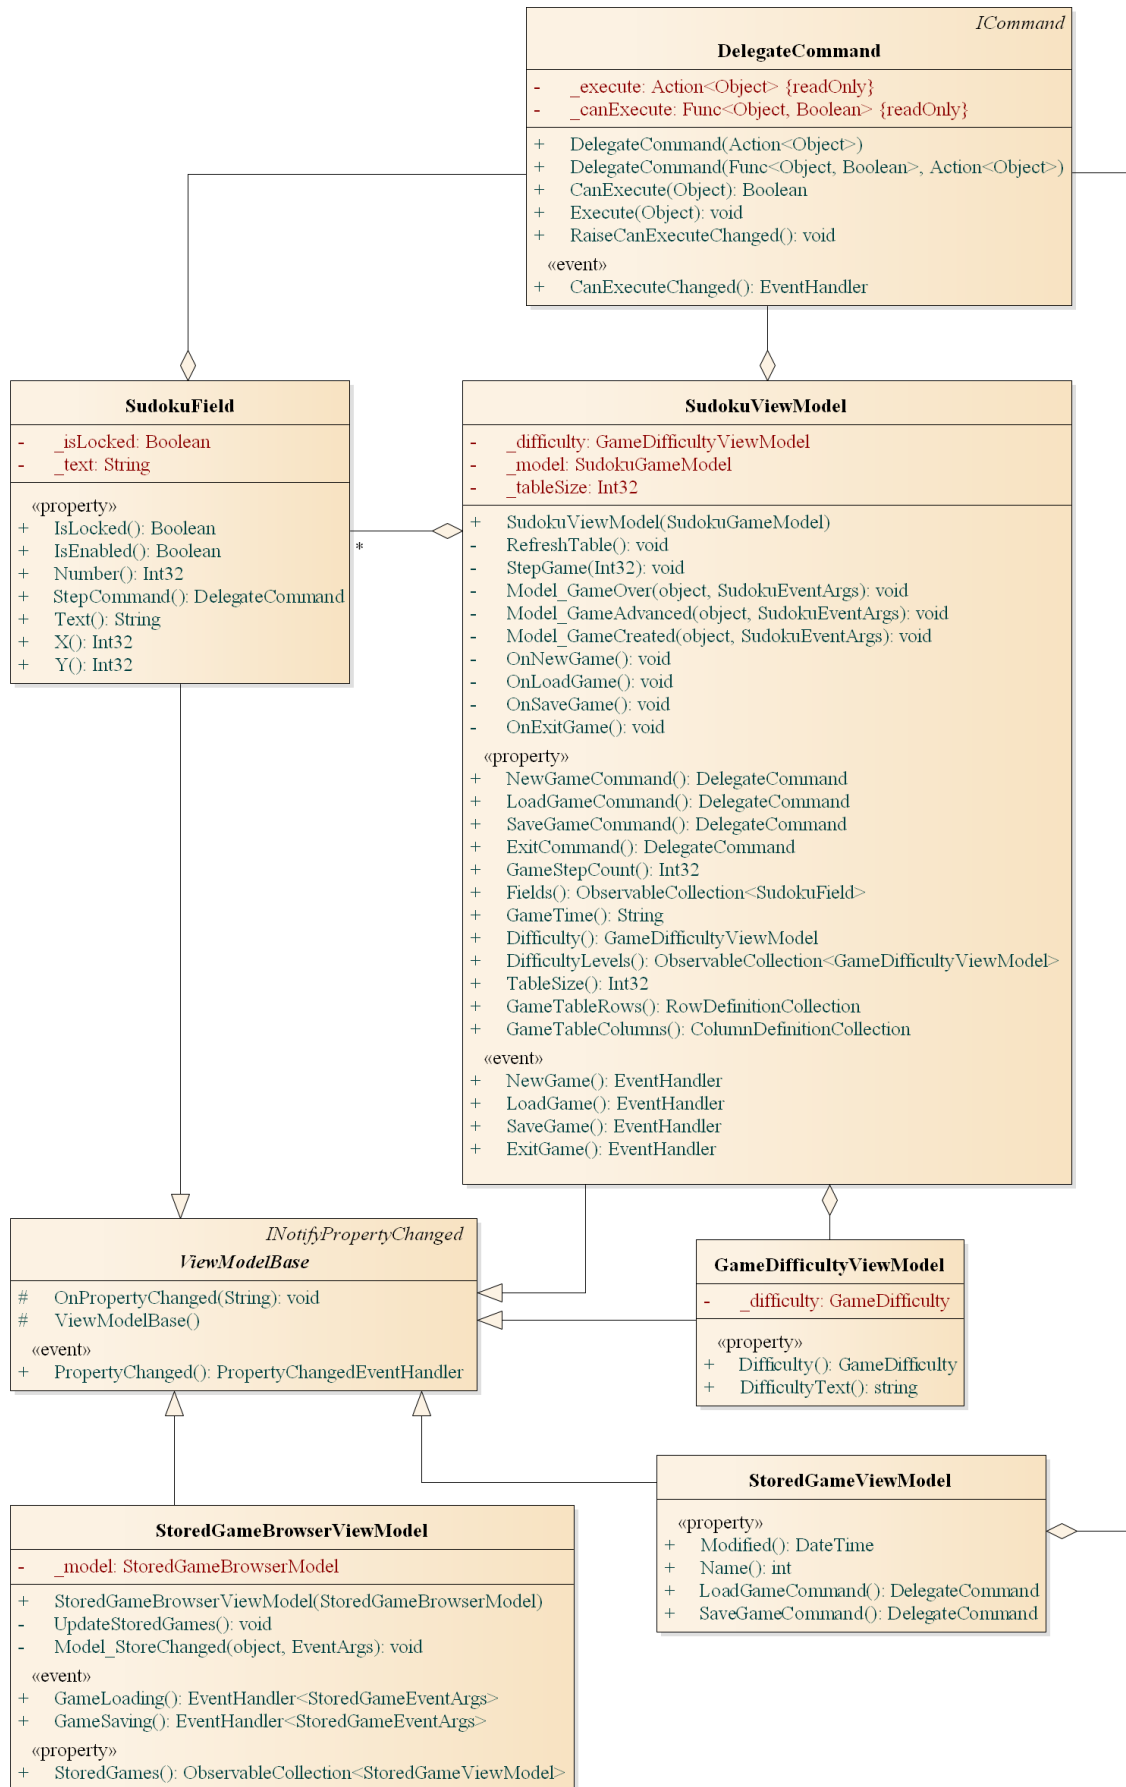 ICommand
DelegateCommand
- _execute: Action<Object> {readOnly}
- _canExecute: Func<Object, Boolean> {readOnly}
+ DelegateCommand(Action<Object>)
+ DelegateCommand(Func<Object, Boolean>, Action<Object>)
+ CanExecute(Object): Boolean
+ Execute(Object): void
+ RaiseCanExecuteChanged(): void
«event»
+ CanExecuteChanged(): EventHandler
SudokuField
- _isLocked: Boolean
- _text: String
«property»
+ IsLocked(): Boolean
+ IsEnabled(): Boolean
+ Number(): Int32
+ StepCommand(): DelegateCommand
+ Text(): String
+ X(): Int32
+ Y(): Int32
*
SudokuViewModel
- _difficulty: GameDifficultyViewModel
- _model: SudokuGameModel
- _tableSize: Int32
+ SudokuViewModel(SudokuGameModel)
- RefreshTable(): void
- StepGame(Int32): void
- Model_GameOver(object, SudokuEventArgs): void
- Model_GameAdvanced(object, SudokuEventArgs): void
- Model_GameCreated(object, SudokuEventArgs): void
- OnNewGame(): void
- OnLoadGame(): void
- OnSaveGame(): void
- OnExitGame(): void
«property»
+ NewGameCommand(): DelegateCommand
+ LoadGameCommand(): DelegateCommand
+ SaveGameCommand(): DelegateCommand
+ ExitCommand(): DelegateCommand
+ GameStepCount(): Int32
+ Fields(): ObservableCollection<SudokuField>
+ GameTime(): String
+ Difficulty(): GameDifficultyViewModel
+ DifficultyLevels(): ObservableCollection<GameDifficultyViewModel>
+ TableSize(): Int32
+ GameTableRows(): RowDefinitionCollection
+ GameTableColumns(): ColumnDefinitionCollection
«event»
+ NewGame(): EventHandler
+ LoadGame(): EventHandler
+ SaveGame(): EventHandler
+ ExitGame(): EventHandler
INotifyPropertyChanged
ViewModelBase
# OnPropertyChanged(String): void
# ViewModelBase()
«event»
+ PropertyChanged(): PropertyChangedEventHandler
GameDifficultyViewModel
- _difficulty: GameDifficulty
«property»
+ Difficulty(): GameDifficulty
+ DifficultyText(): string
StoredGameViewModel
«property»
+ Modified(): DateTime
+ Name(): int
+ LoadGameCommand(): DelegateCommand
+ SaveGameCommand(): DelegateCommand
StoredGameBrowserViewModel
- _model: StoredGameBrowserModel
+ StoredGameBrowserViewModel(StoredGameBrowserModel)
- UpdateStoredGames(): void
- Model_StoreChanged(object, EventArgs): void
«event»
+ GameLoading(): EventHandler<StoredGameEventArgs>
+ GameSaving(): EventHandler<StoredGameEventArgs>
«property»
+ StoredGames(): ObservableCollection<StoredGameViewModel>